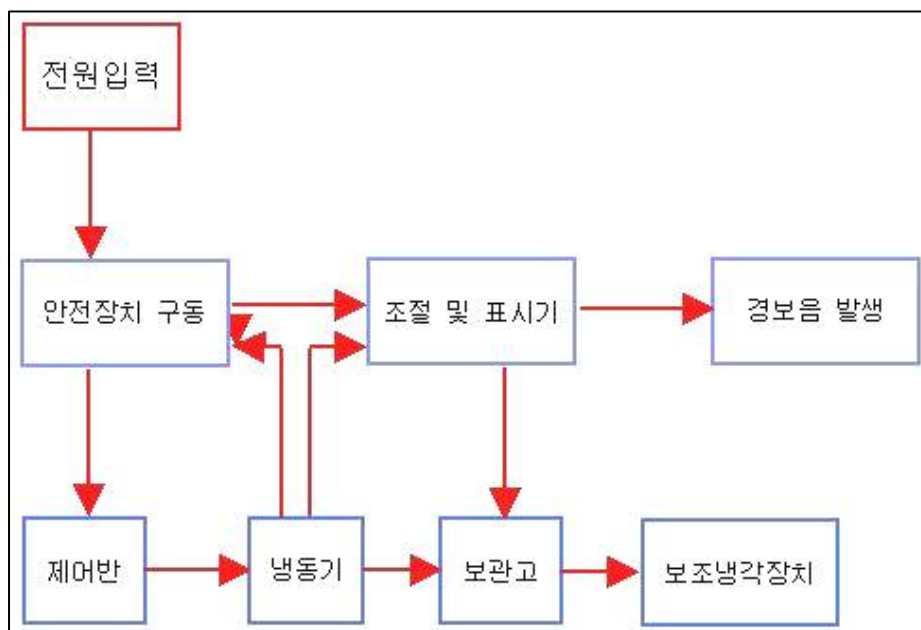 전원입력
안전장치 구동
조절 및 표시기
경보음 발생
제어반
냉동기
보관고
보조냉각장치